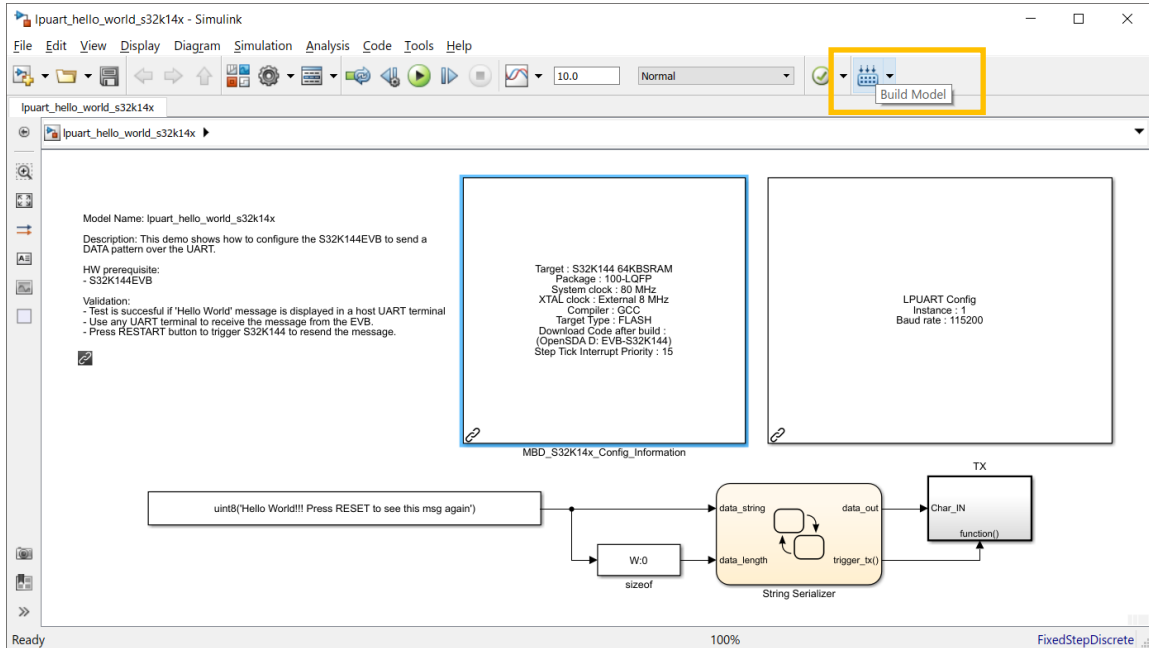 lpuart_hello_world_s32k14x - Simulink
File Edit View Display Diagram Simulation Analysis Code Tools Help
10.0
Normal
Build Model
lpuart_hello_world_s32k14x
lpuart_hello_world_s32k14x
Model Name: lpuart_hello_world_s32k14x
Description: This demo shows how to configure the S32K144EVB to send a
DATA pattern over the UART.
HW prerequisite:
- S32K144EVB
Validation:
- Test is succesful if 'Hello World' message is displayed in a host UART terminal
- Use any UART terminal to receive the message from the EVB.
- Press RESTART button to trigger S32K144 to resend the message.
Target : S32K144 64KBSRAM
Package : 100-LQFP
System clock : 80 MHz
XTAL clock : External 8 MHz
Compiler : GCC
Target Type : FLASH
Download Code after build :
(OpenSDA D: EVB-S32K144)
Step Tick Interrupt Priority : 15
MBD_S32K14x_Config_Information
LPUART Config
Instance : 1
Baud rate : 115200
uint8('Hello World!!! Press RESET to see this msg again')
W:0
sizeof
data_string
data_out
data_length
trigger_tx()
String Serializer
TX
Char_IN
function()
Ready
100%
FixedStepDiscrete